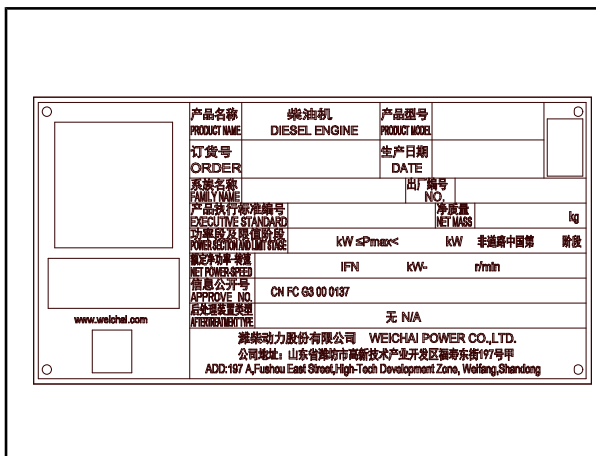 产品名称 柴油机 产品型号
PRODUCT NAME DIESEL ENGINE PRODUCT MODEL
订货号 生产日期
ORDER DATE
系族名称 出厂编号
FAMILY NAME NO.
产品执行标准编号 净质量
EXECUTIVE STANDARD NET MASS kg
功率段及限值阶段
POWER SECTION AND LIMIT STAGE kW ≤Pmax< kW 非道路中国第 阶段
额定净功率-转速
NET POWER-SPEED IFN kW- r/min
信息公开号
APPROVE NO. CN FC G3 00 0137
后处理装置类型
AFTERTREATMENT TYPE 无 N/A
www.weichai.com
潍柴动力股份有限公司 WEICHAI POWER CO.,LTD.
公司地址：山东省潍坊市高新技术产业开发区福寿东街197号甲
ADD:197 A,Fushou East Street,High-Tech Development Zone, Weifang,Shandong